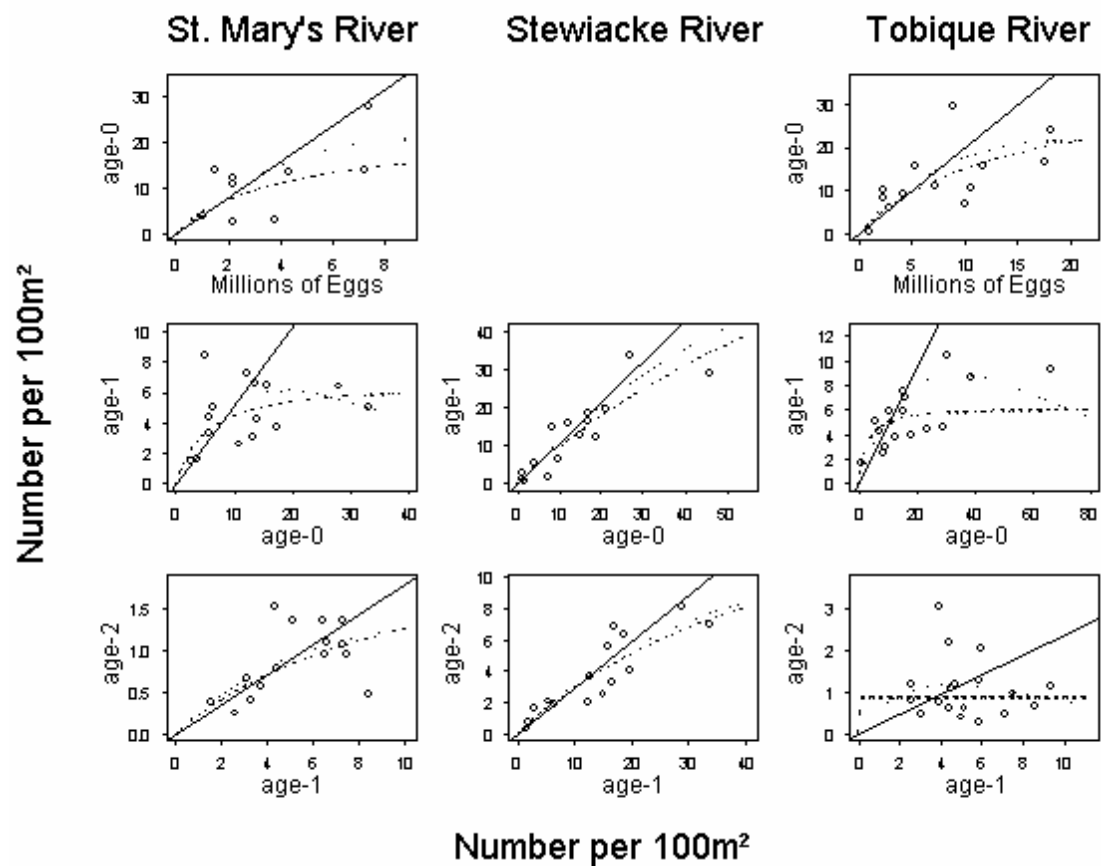 St. Mary's River
Stewiacke River
Tobique River
Number per 100m²
age-0
30
20
10
0
0 2 4 6 8
Millions of Eggs
age-0
30
20
10
0
0 5 10 15 20
Millions of Eggs
age-1
10
8
6
4
2
0
0 10 20 30 40
age-0
age-1
40
30
20
10
0
0 10 20 30 40 50
age-0
age-1
12
10
8
6
4
2
0
0 20 40 60 80
age-0
age-2
1.5
1.0
0.5
0.0
0 2 4 6 8 10
age-1
age-2
10
8
6
4
2
0
0 10 20 30 40
age-1
age-2
3
2
1
0
0 2 4 6 8 10
age-1
Number per 100m²